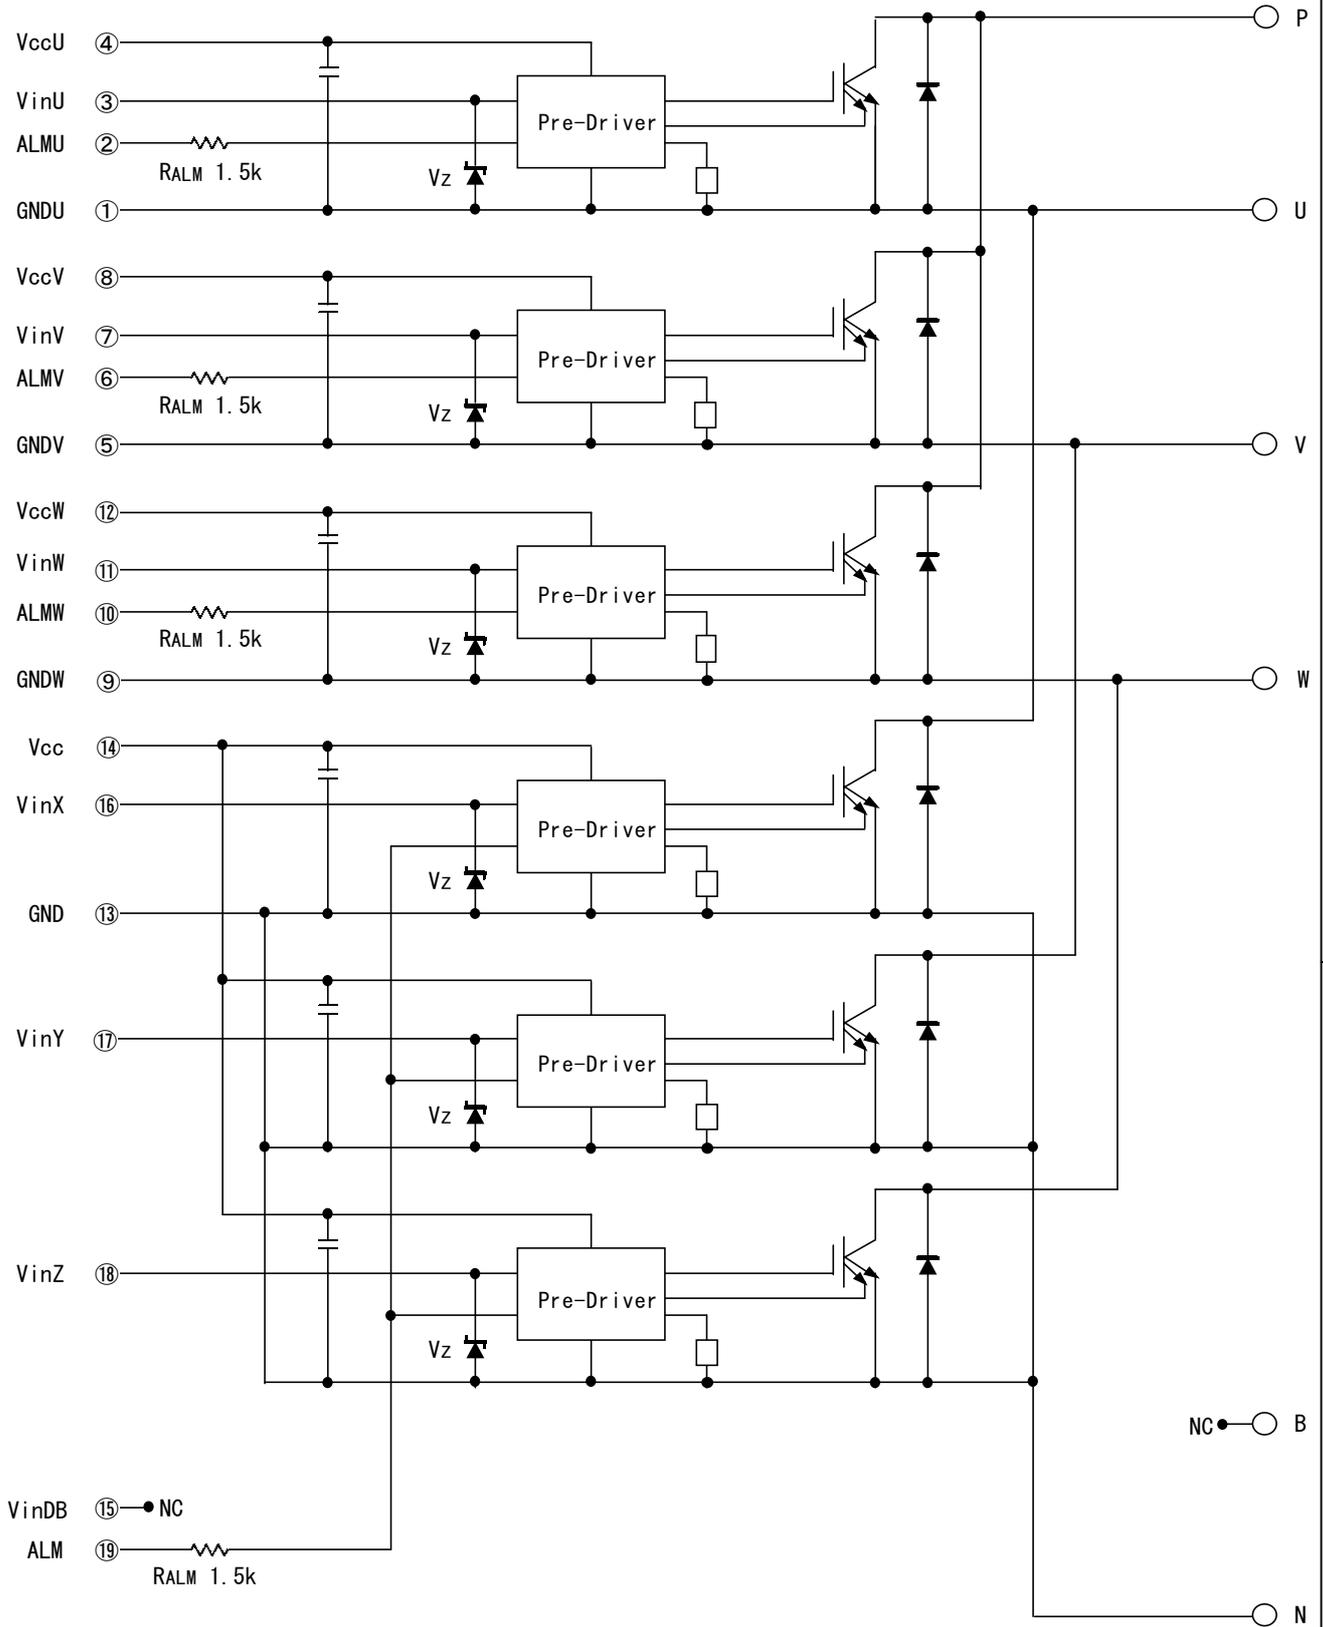 P
VccU ④
VinU ③
Pre-Driver
ALMU ②
RALM 1.5k
Vz
GNDU ①
U
VccV ⑧
VinV ⑦
Pre-Driver
ALMV ⑥
RALM 1.5k
Vz
GNDV ⑤
V
VccW ⑫
VinW ⑪
Pre-Driver
ALMW ⑩
RALM 1.5k
Vz
GNDW ⑨
W
Vcc ⑭
VinX ⑯
Pre-Driver
Vz
GND ⑬
VinY ⑰
Pre-Driver
Vz
VinZ ⑱
Pre-Driver
Vz
NC B
VinDB ⑮ NC
ALM ⑲
RALM 1.5k
N